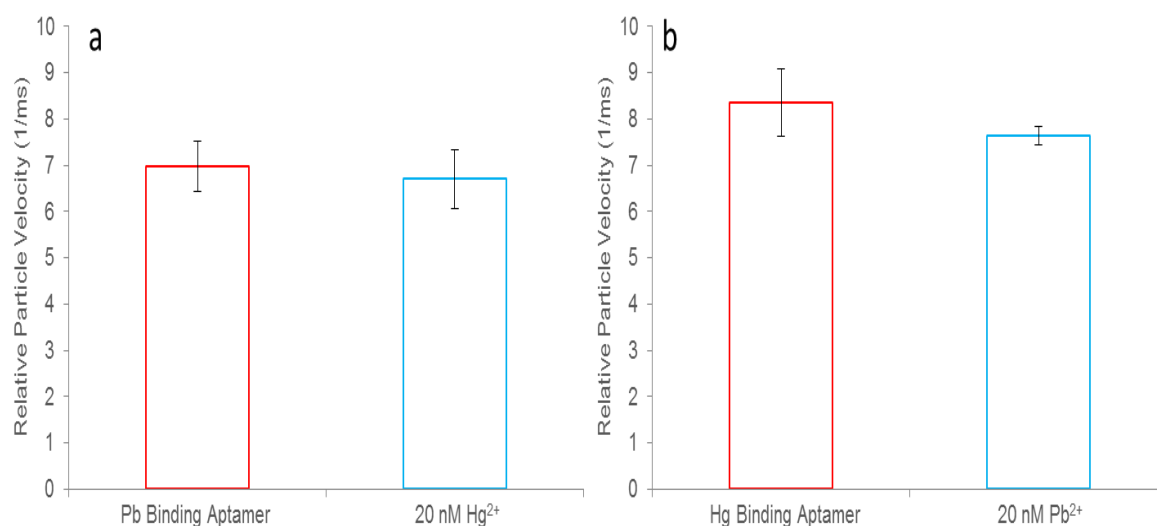 a
Relative Particle Velocity (1/ms)
10
9
8
7
6
5
4
3
2
1
0
Pb Binding Aptamer
20 nM Hg²⁺
b
Relative Particle Velocity (1/ms)
10
9
8
7
6
5
4
3
2
1
0
Hg Binding Aptamer
20 nM Pb²⁺